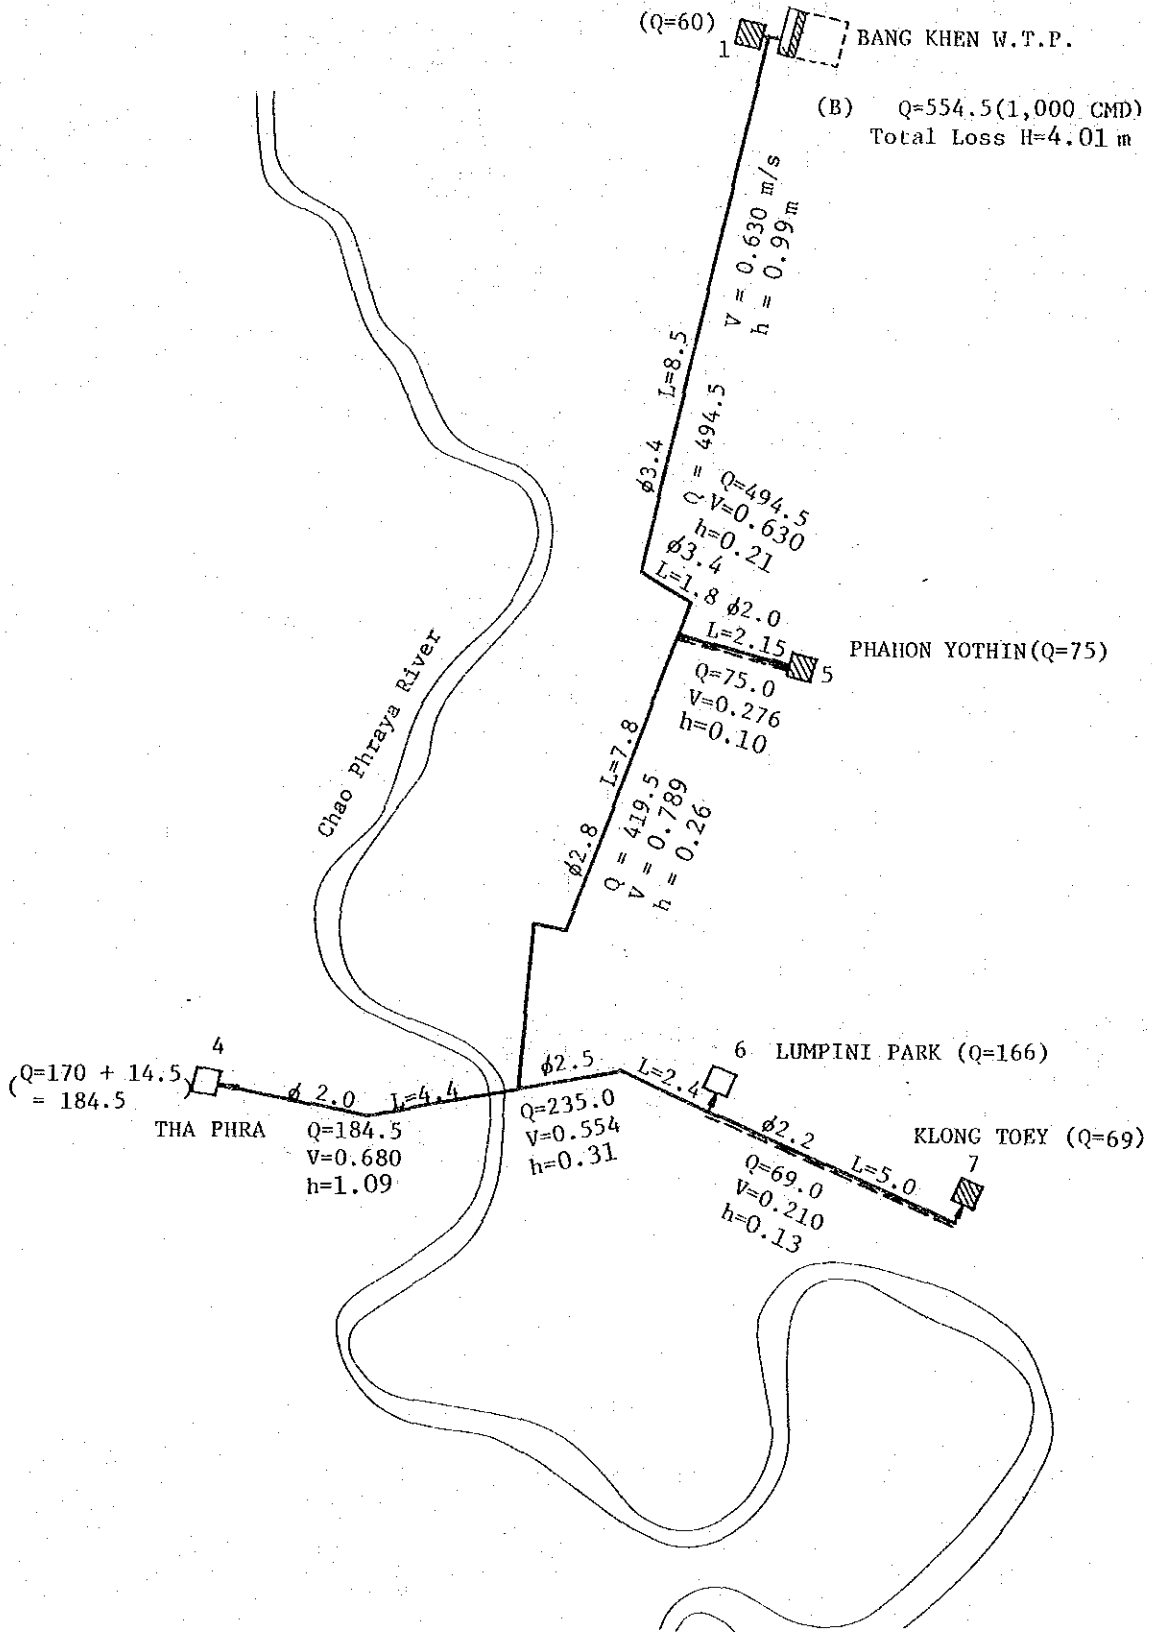 (Q=60)
1
BANG KHEN W.T.P.
(B) Q=554.5(1,000 CMD)
Total Loss H=4.01 m
V = 0.630 m/s
h = 0.99 m
L=8.5
φ3.4
Q = 494.5
Q=494.5
V=0.630
h=0.21
φ3.4
L=1.8
φ2.0
L=2.15
PHAHON YOTHIN(Q=75)
5
Q=75.0
V=0.276
h=0.10
Chao Phraya River
L=7.8
φ2.8
Q = 419.5
V = 0.789
h = 0.26
4
(Q=170 + 14.5
= 184.5)
THA PHRA
φ 2.0
L=4.4
Q=184.5
V=0.680
h=1.09
φ2.5
L=2.4
Q=235.0
V=0.554
h=0.31
6 LUMPINI PARK (Q=166)
φ2.2
L=5.0
Q=69.0
V=0.210
h=0.13
KLONG TOEY (Q=69)
7